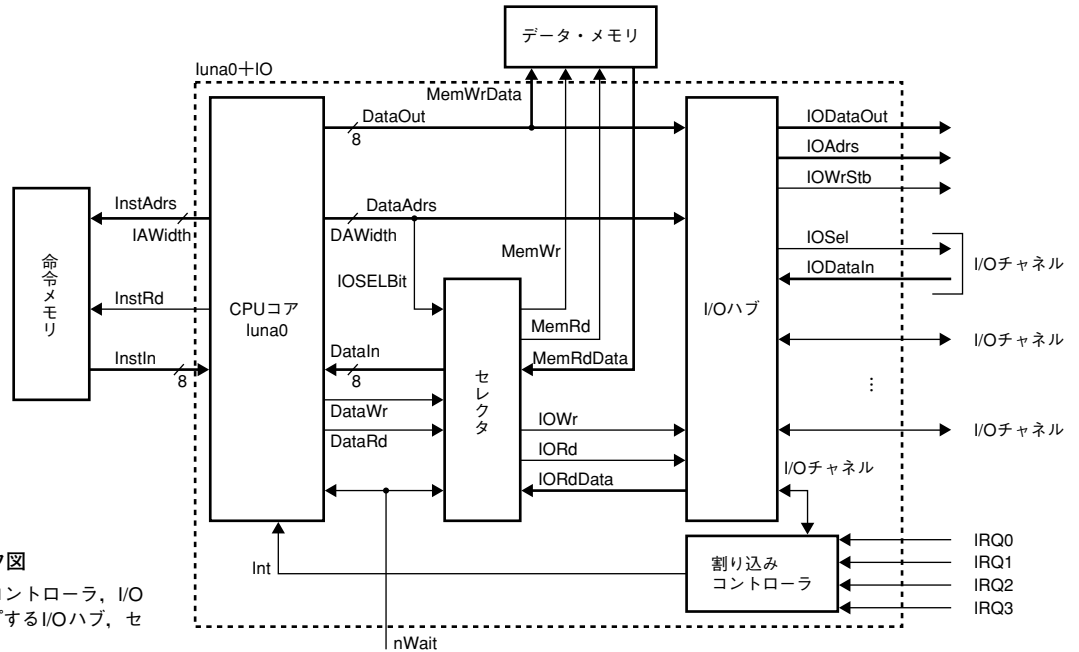 データ・メモリ
luna0+IO
MemWrData
DataOut
8
IODataOut
IOAdrs
IOWrStb
InstAdrs
IAWidth
DataAdrs
DAWidth
MemWr
IOSel
IODataIn
I/Oチャネル
命令メモリ
IOSELBit
InstRd
CPUコア
luna0
MemRd
I/Oハブ
I/Oチャネル
InstIn
8
DataIn
8
MemRdData
セレクタ
⋮
DataWr
DataRd
IOWr
IORd
IORdData
I/Oチャネル
I/Oチャネル
ク図
コントローラ,I/O
プするI/Oハブ,セ
Int
割り込み
コントローラ
IRQ0
IRQ1
IRQ2
IRQ3
nWait